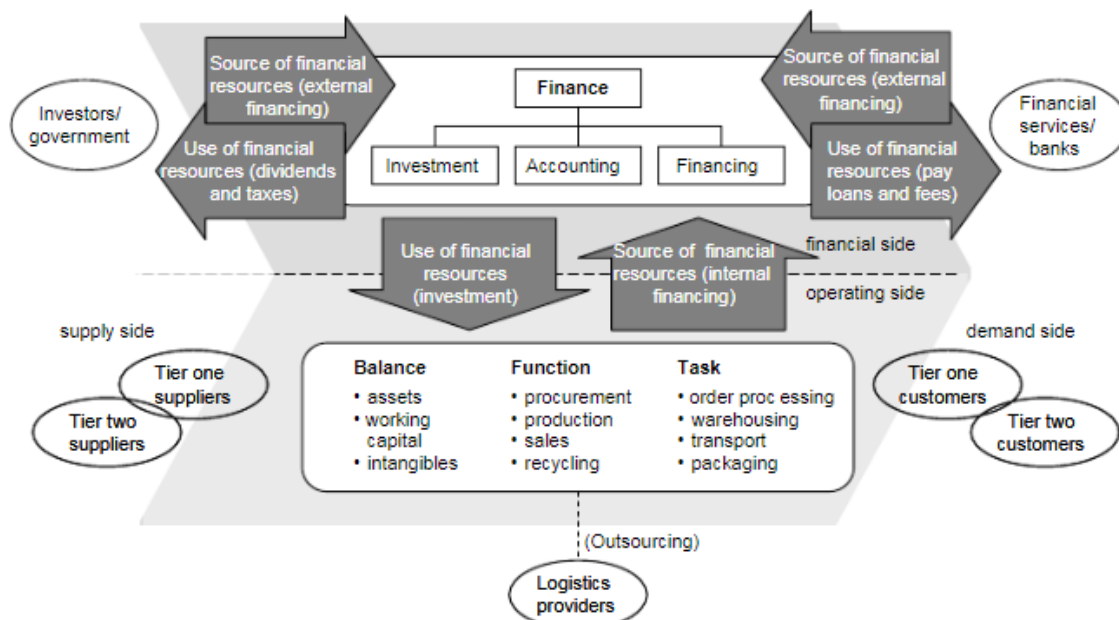 Source of financial
resources (external
financing)
Investors/
government
Use of financial
resources (dividends
and taxes)
Finance
Investment
Accounting
Financing
Source of financial
resources (external
financing)
Financial
services/
banks
Use of financial
resources (pay
loans and fees)
Use of financial
resources
(investment)
Source of financial
resources (internal
financing)
financial side
operating side
supply side
Tier one
suppliers
Tier two
suppliers
Balance
• assets
• working
capital
• intangibles
Function
• procurement
• production
• sales
• recycling
Task
• order proc essing
• warehousing
• transport
• packaging
demand side
Tier one
customers
Tier two
customers
(Outsourcing)
Logistics
providers